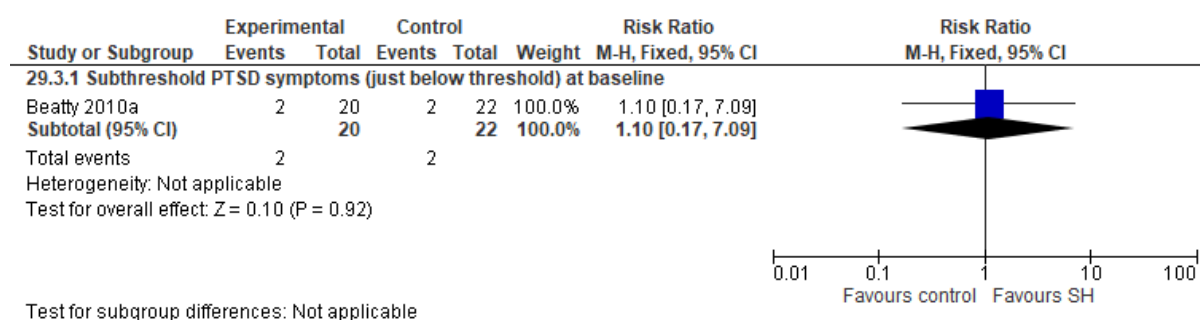 Experimental Control Risk Ratio Risk Ratio
Study or Subgroup Events Total Events Total Weight M-H, Fixed, 95% CI M-H, Fixed, 95% CI
29.3.1 Subthreshold PTSD symptoms (just below threshold) at baseline
Beatty 2010a 2 20 2 22 100.0% 1.10 [0.17, 7.09]
Subtotal (95% CI) 20 22 100.0% 1.10 [0.17, 7.09]
Total events 2 2
Heterogeneity: Not applicable
Test for overall effect: Z = 0.10 (P = 0.92)
0.01 0.1 1 10 100
Favours control Favours SH
Test for subgroup differences: Not applicable